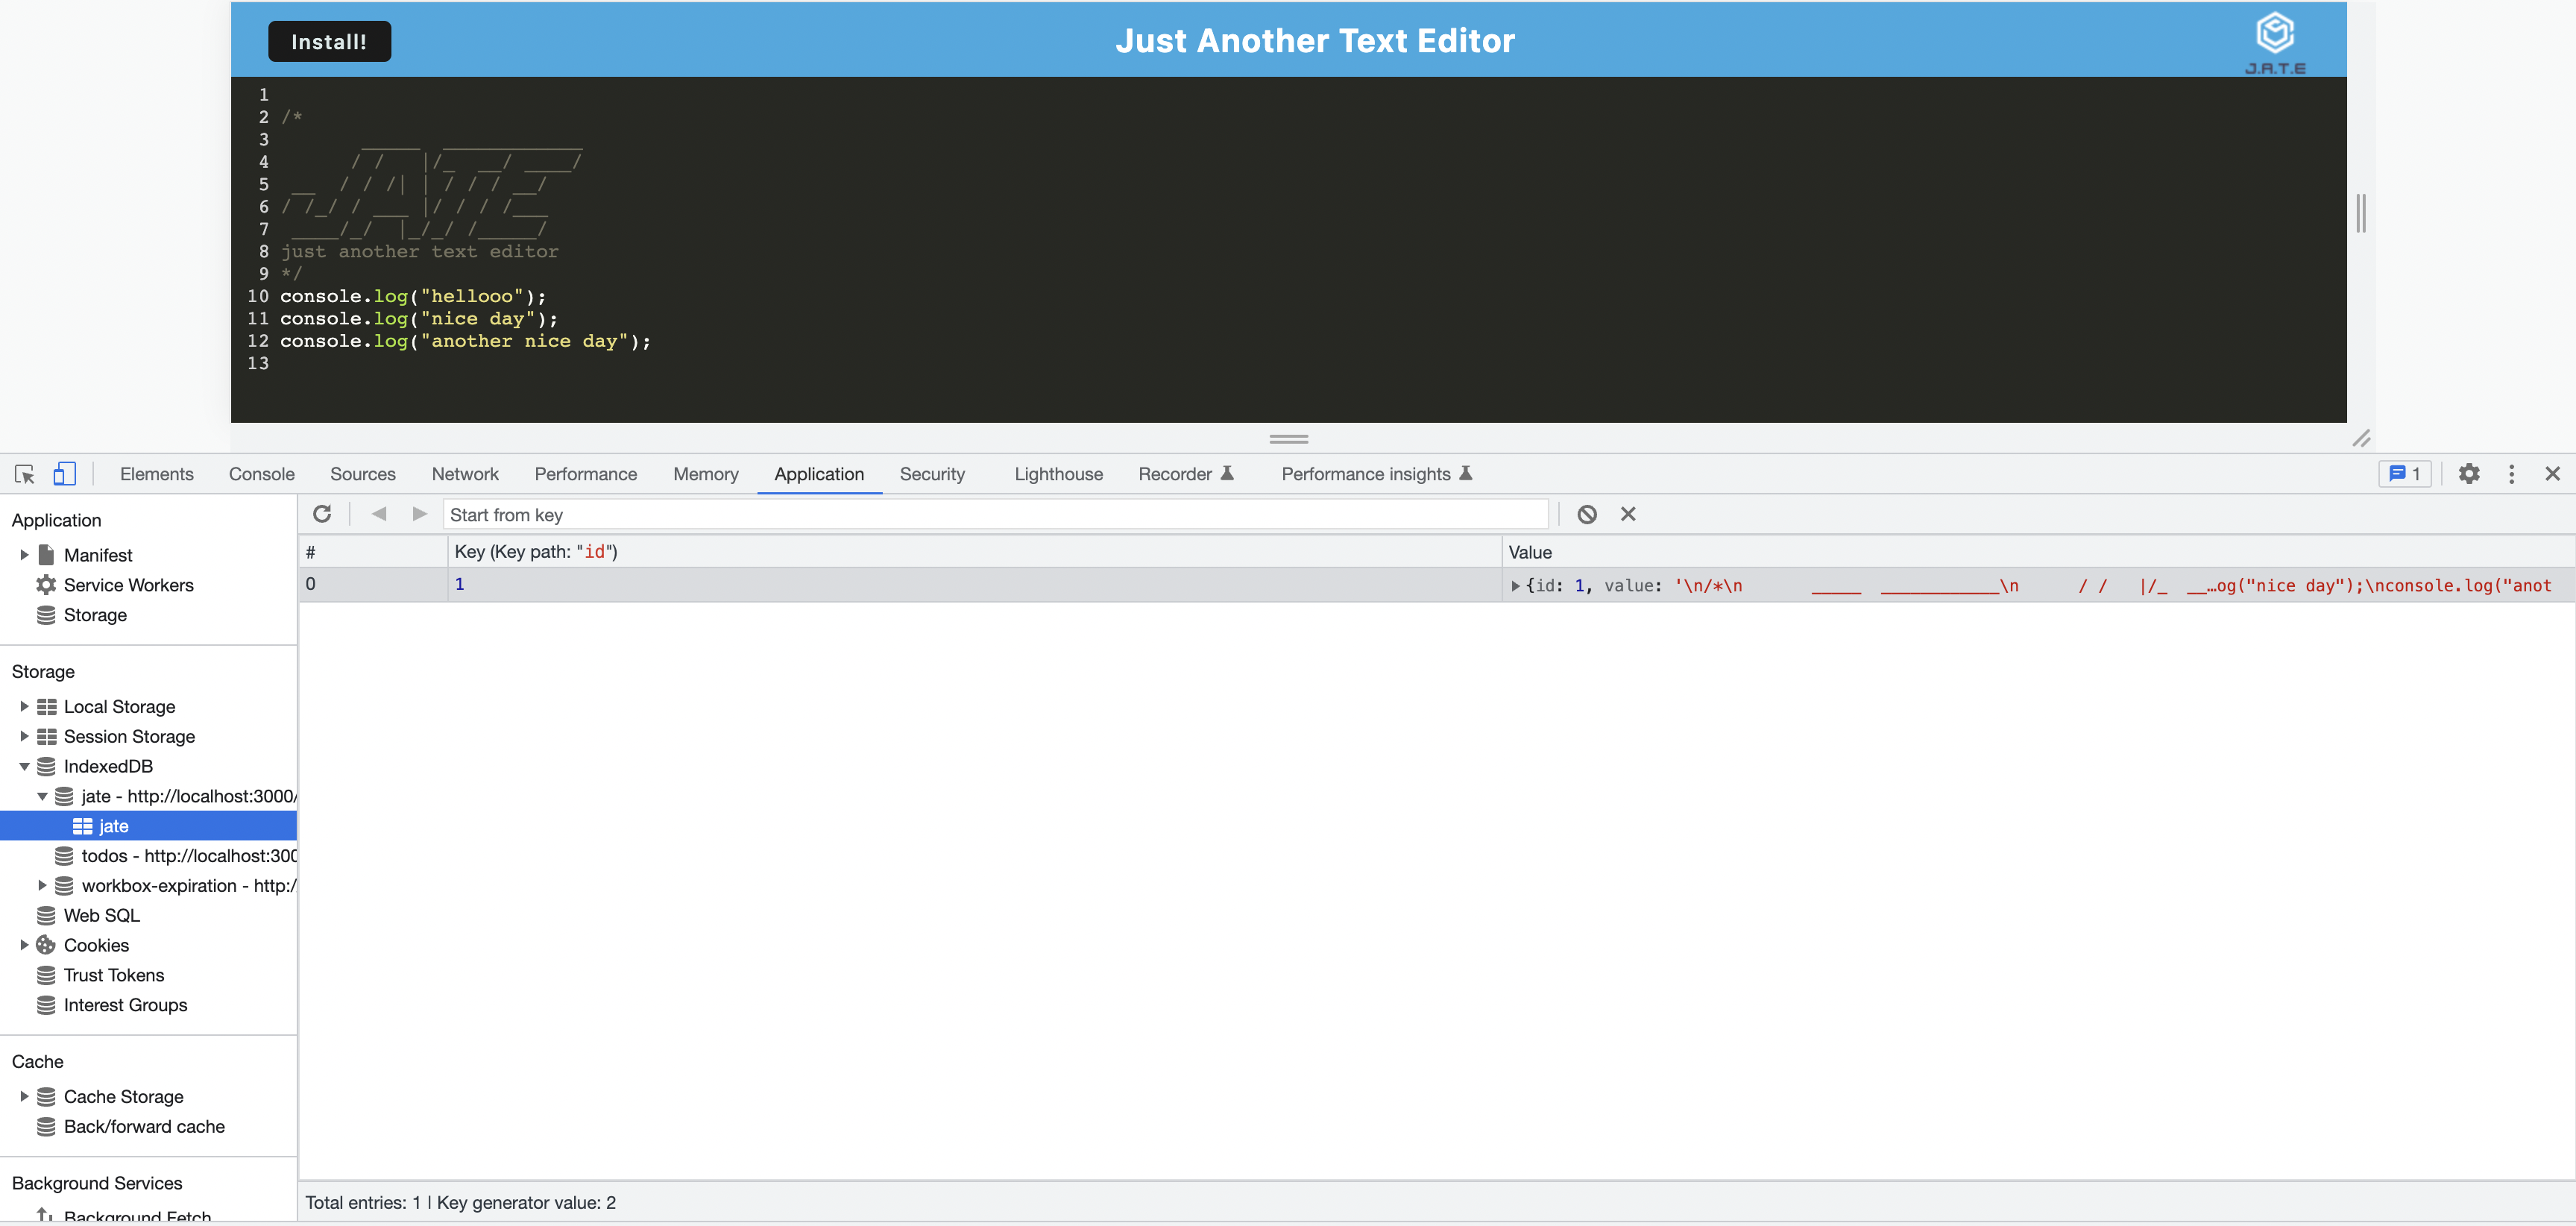 Install!
Just Another Text Editor
J.A.T.E
1
2 /*
3
4
5
6
7
8 just another text editor
9 */
10 console.log("hellooo");
11 console.log("nice day");
12 console.log("another nice day");
13
Elements Console Sources Network Performance Memory Application Security Lighthouse Recorder Performance insights 1
Application
Manifest
Service Workers
Storage
Storage
Local Storage
Session Storage
IndexedDB
jate - http://localhost:3000/
jate
todos - http://localhost:300
workbox-expiration - http:/
Web SQL
Cookies
Trust Tokens
Interest Groups
Cache
Cache Storage
Back/forward cache
Background Services
Background Fetch
Start from key
# Key (Key path: "id") Value
0 1 {id: 1, value: '\n/*\n _____ ____________\n / / |/_ __…og("nice day");\nconsole.log("anot
Total entries: 1 | Key generator value: 2